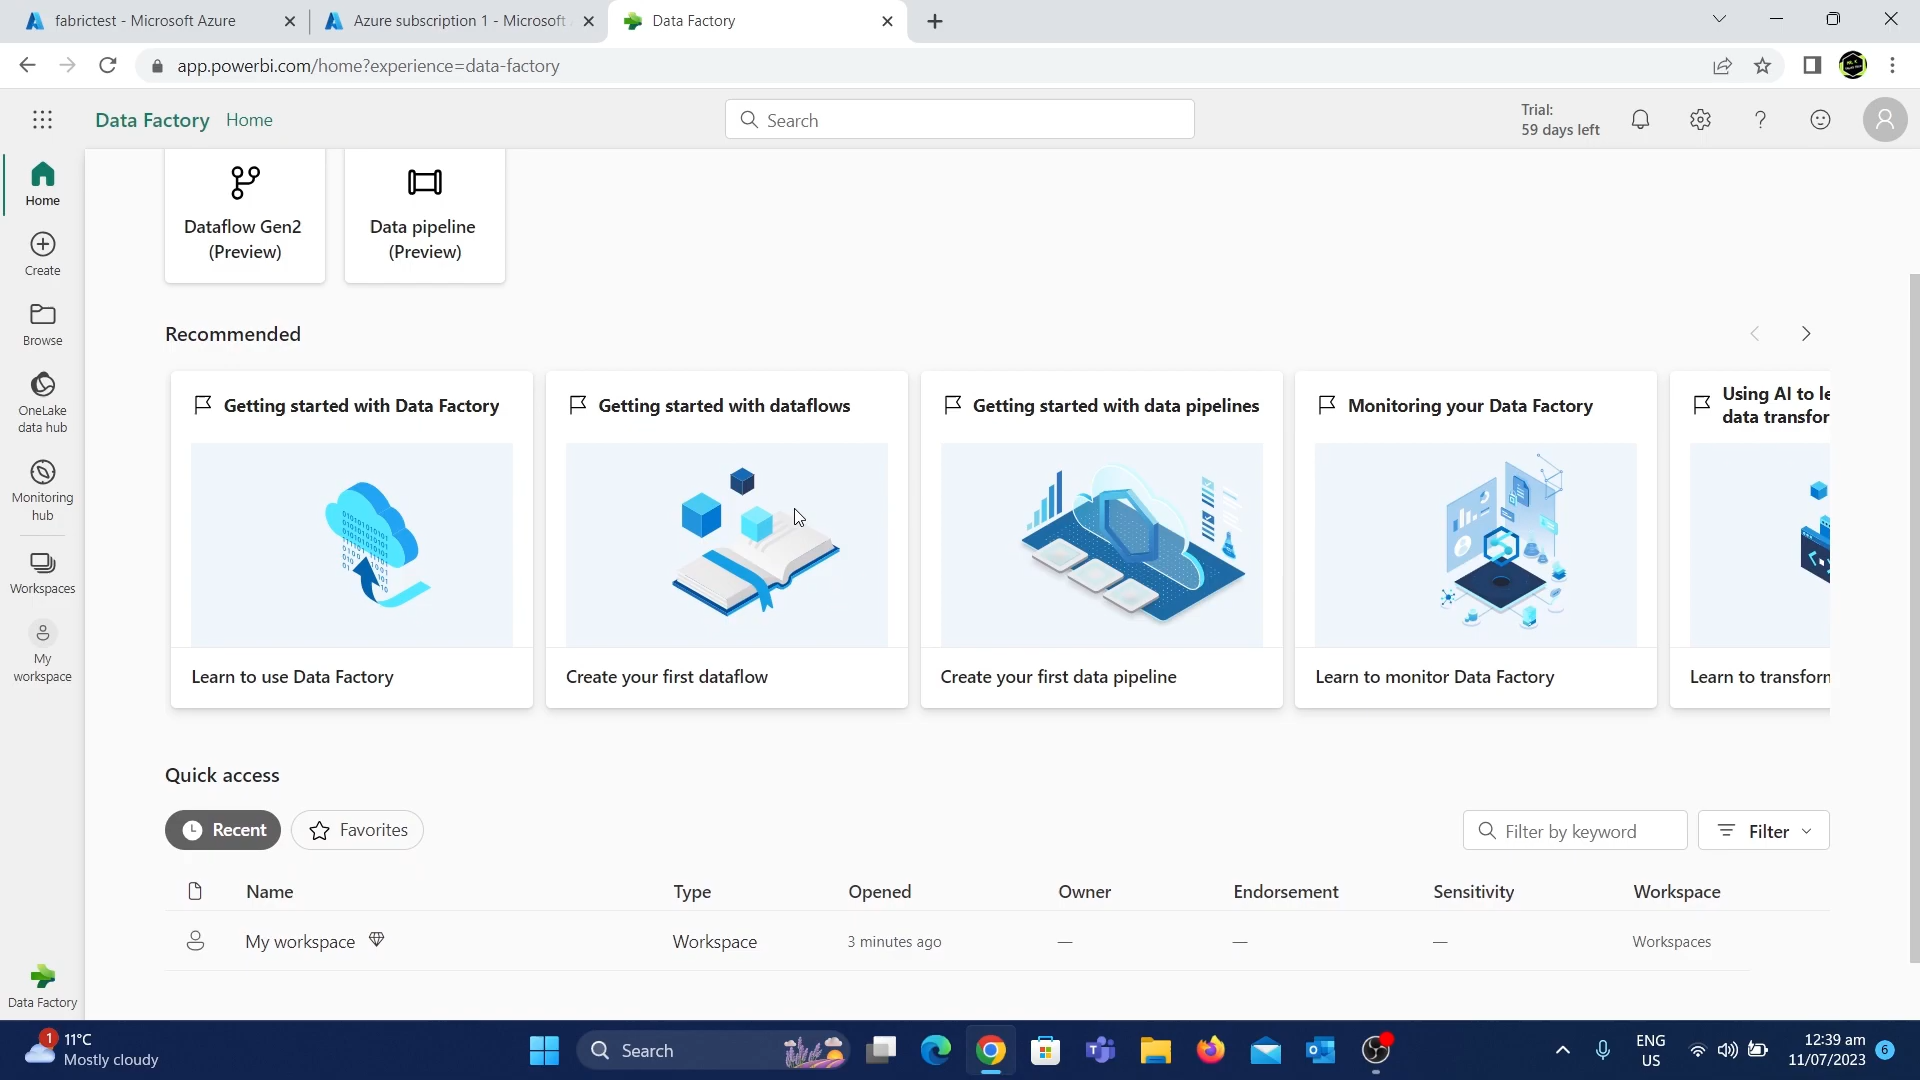 fabrictest - Microsoft Azure
Azure subscription 1 - Microsoft
Data Factory
app.powerbi.com/home?experience=data-factory
Data Factory Home
Search
Trial:
59 days left
Home
Create
Browse
OneLake
data hub
Monitoring
hub
Workspaces
My
workspace
Data Factory
Dataflow Gen2
(Preview)
Data pipeline
(Preview)
Recommended
Getting started with Data Factory
Learn to use Data Factory
Getting started with dataflows
Create your first dataflow
Getting started with data pipelines
Create your first data pipeline
Monitoring your Data Factory
Learn to monitor Data Factory
Using AI to le
data transfor
Learn to transform
Quick access
Recent Favorites
Filter by keyword
Filter
Name Type Opened Owner Endorsement Sensitivity Workspace
My workspace Workspace 3 minutes ago — — — Workspaces
1
11°C
Mostly cloudy
Search
ENG
US
12:39 am
11/07/2023
6